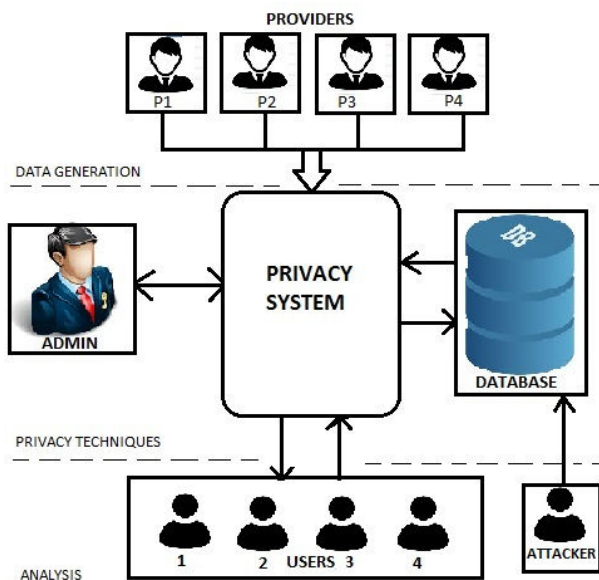 PROVIDERS
P1 P2 P3 P4
DATA GENERATION
DB
PRIVACY
SYSTEM
ADMIN
DATABASE
PRIVACY TECHNIQUES
1 2 USERS 3 4
ATTACKER
ANALYSIS